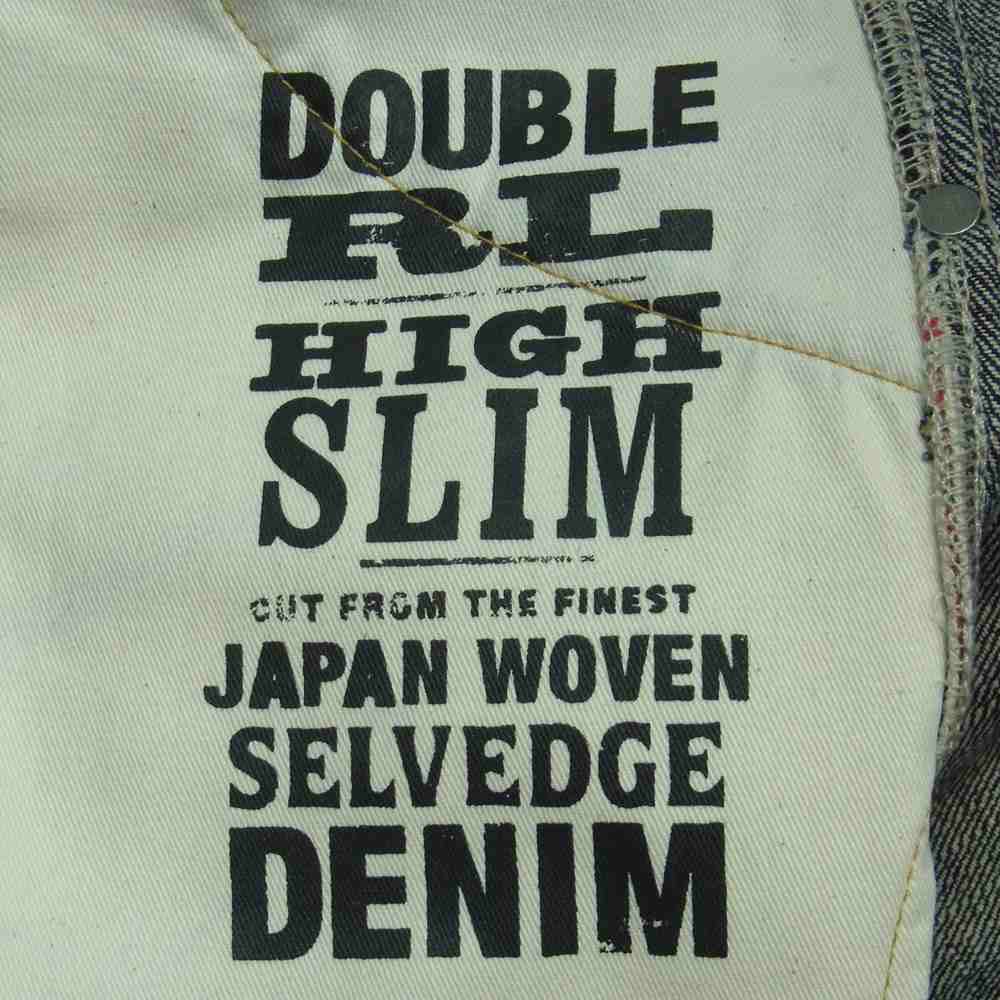 DOUBLE
RL
HIGH
SLIM
CUT FROM THE FINEST
JAPAN WOVEN
SELVEDGE
DENIM